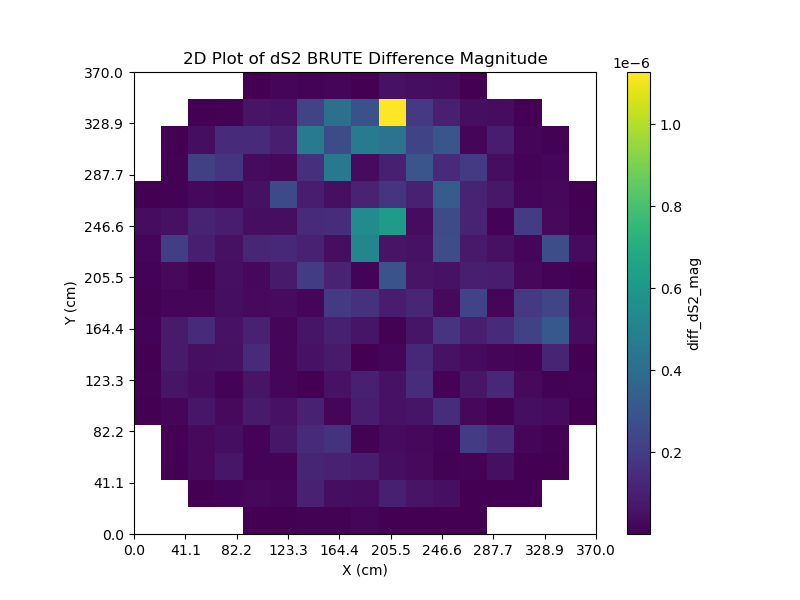 2D Plot of dS2 BRUTE Difference Magnitude
1e−6
370.0
328.9
287.7
246.6
205.5
164.4
123.3
82.2
41.1
0.0
Y (cm)
0.0 41.1 82.2 123.3 164.4 205.5 246.6 287.7 328.9 370.0
X (cm)
1.0
0.8
0.6
0.4
0.2
diff_dS2_mag